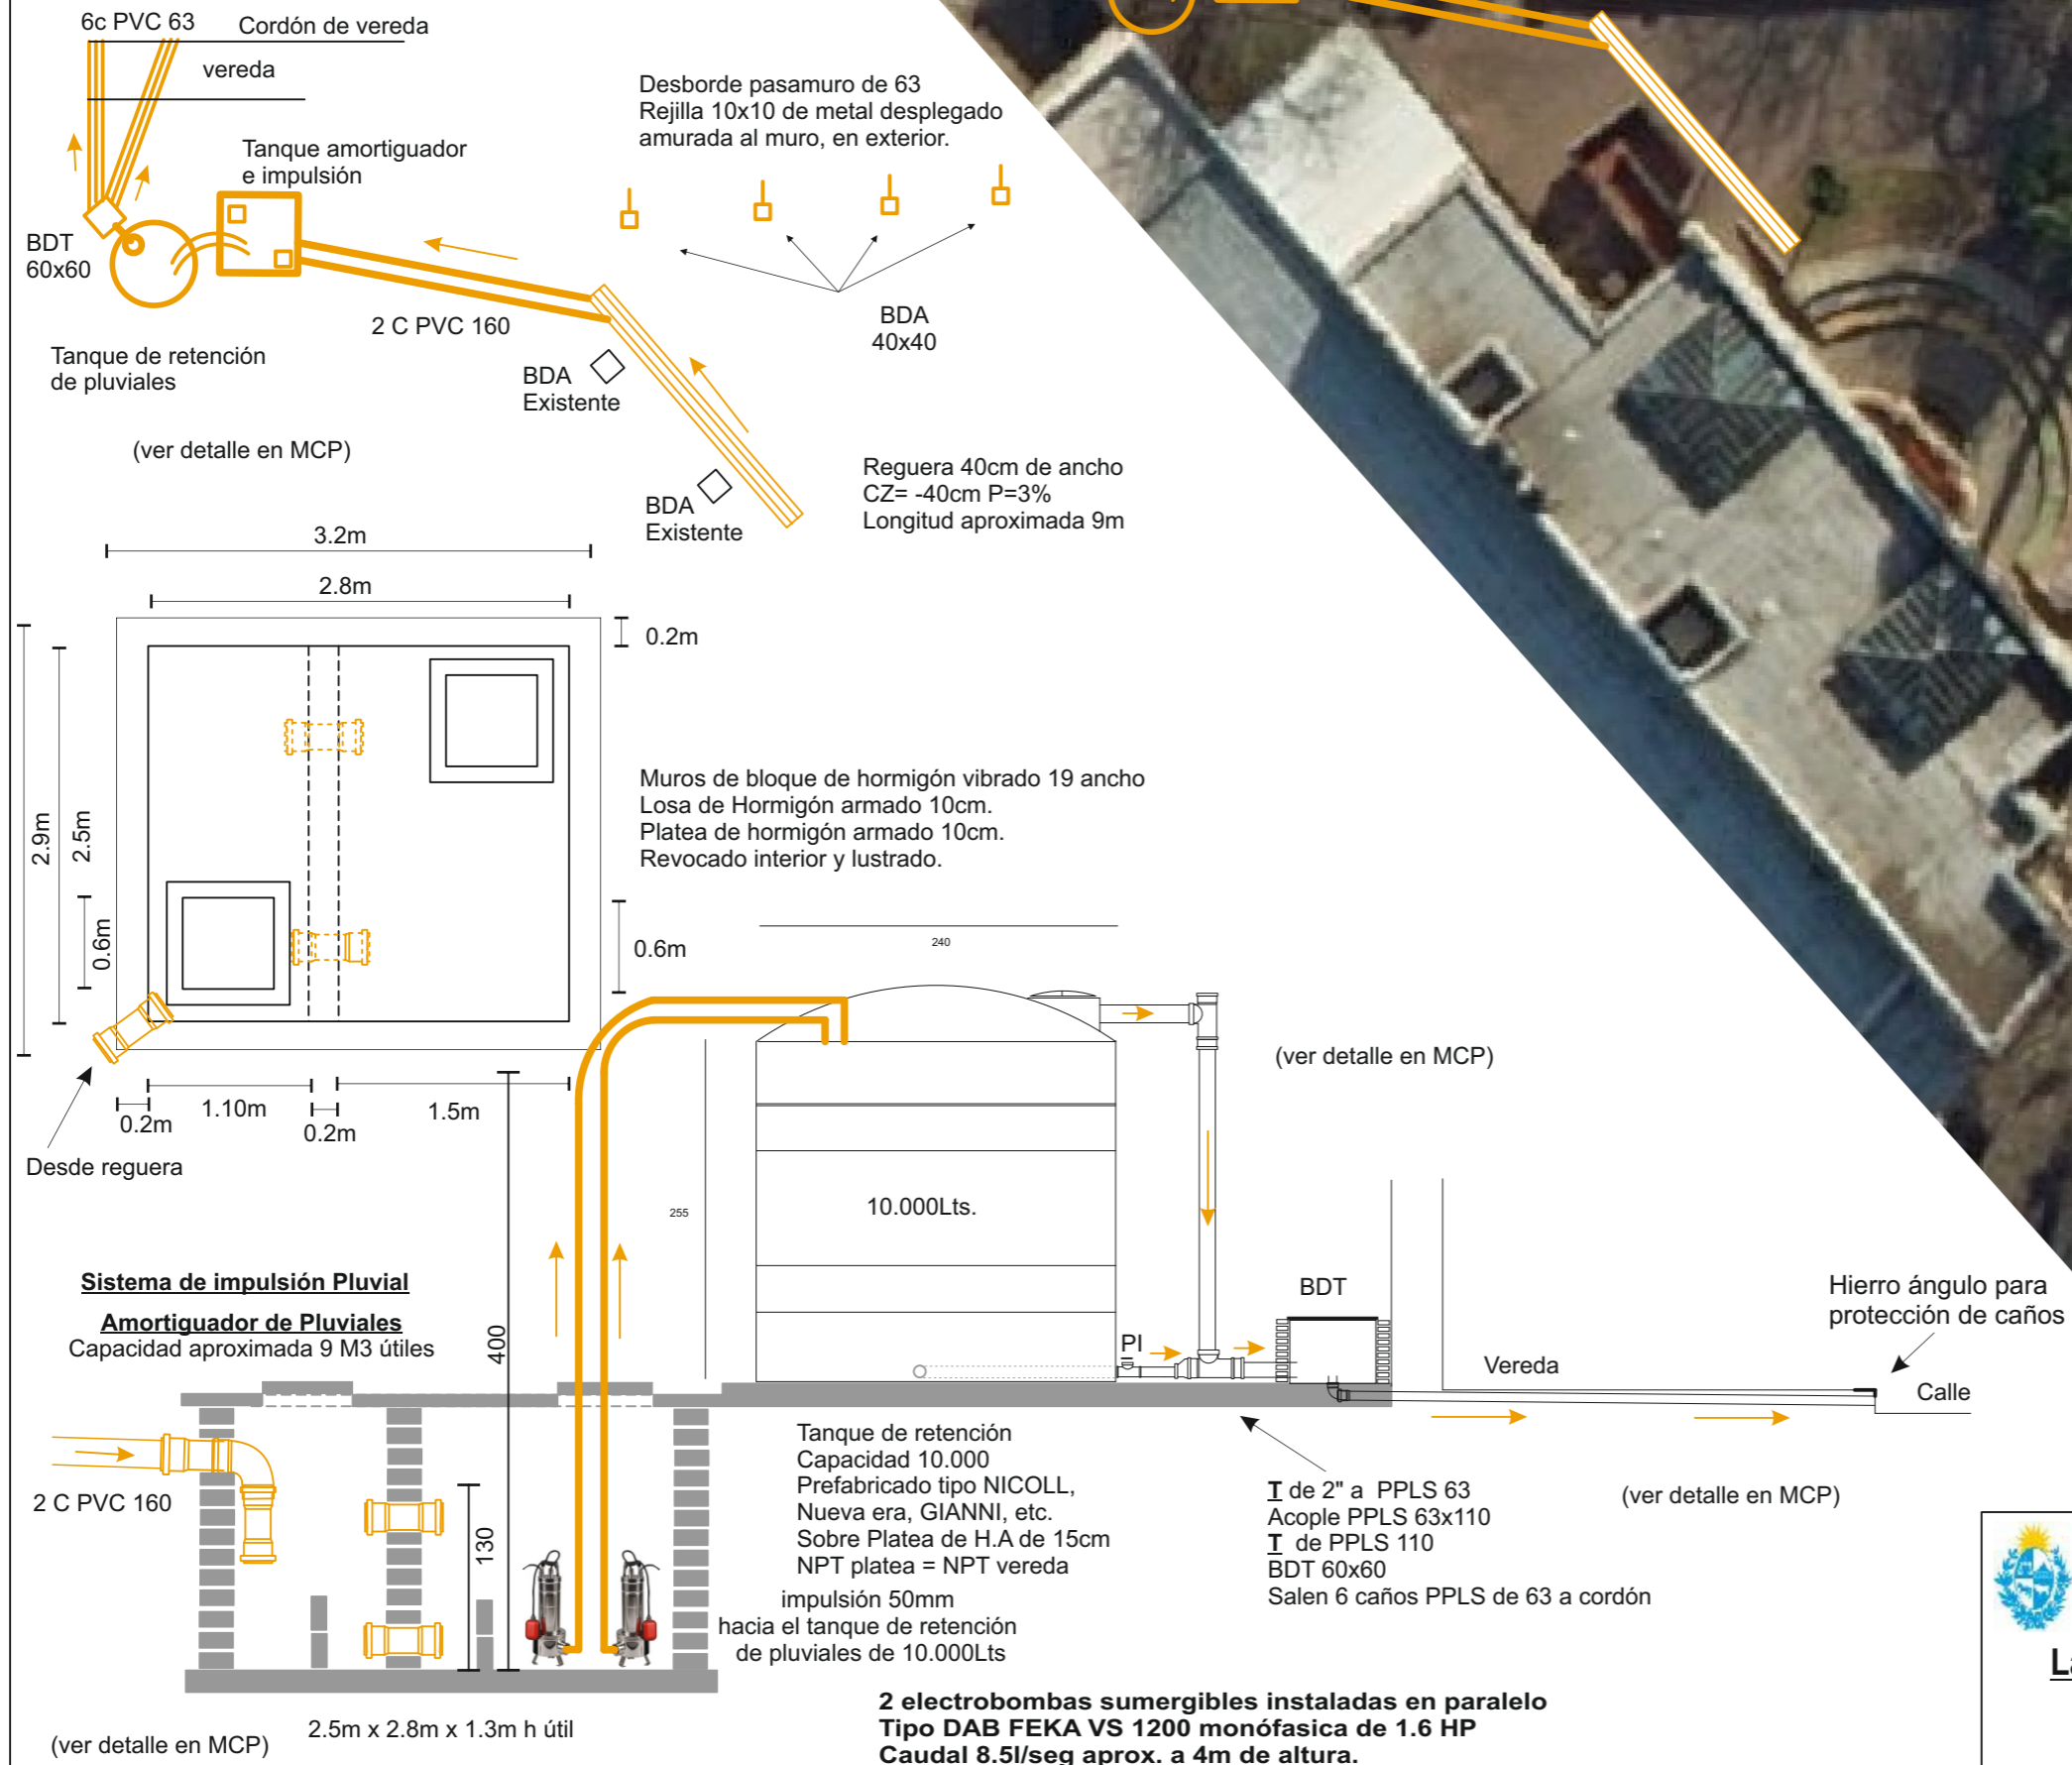 6c PVC 63
Cordón de vereda
vereda
Tanque amortiguador
e impulsión
Desborde pasamuro de 63
Rejilla 10x10 de metal desplegado
amurada al muro, en exterior.
BDT
60x60
2 C PVC 160
BDA
40x40
Tanque de retención
de pluviales
BDA
Existente
(ver detalle en MCP)
BDA
Existente
Reguera 40cm de ancho
CZ= -40cm P=3%
Longitud aproximada 9m
3.2m
2.8m
0.2m
2.9m
2.5m
0.6m
Muros de bloque de hormigón vibrado 19 ancho
Losa de Hormigón armado 10cm.
Platea de hormigón armado 10cm.
Revocado interior y lustrado.
0.6m
240
(ver detalle en MCP)
0.2m
1.10m
0.2m
1.5m
Desde reguera
255
10.000Lts.
Sistema de impulsión Pluvial
Amortiguador de Pluviales
Capacidad aproximada 9 M3 útiles
400
PI
BDT
Vereda
Hierro ángulo para
protección de caños
Calle
2 C PVC 160
130
Tanque de retención
Capacidad 10.000
Prefabricado tipo NICOLL,
Nueva era, GIANNI, etc.
Sobre Platea de H.A de 15cm
NPT platea = NPT vereda
impulsión 50mm
hacia el tanque de retención
de pluviales de 10.000Lts
T de 2" a PPLS 63
Acople PPLS 63x110
T de PPLS 110
BDT 60x60
Salen 6 caños PPLS de 63 a cordón
(ver detalle en MCP)
(ver detalle en MCP)
2.5m x 2.8m x 1.3m h útil
2 electrobombas sumergibles instaladas en paralelo
Tipo DAB FEKA VS 1200 monófasica de 1.6 HP
Caudal 8.5l/seg aprox. a 4m de altura.